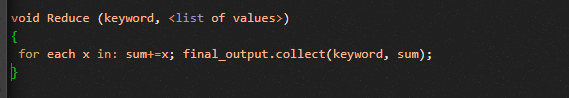 void Reduce (keyword, <list of values>)
{
for each x in: sum+=x; final_output.collect(keyword, sum);
}